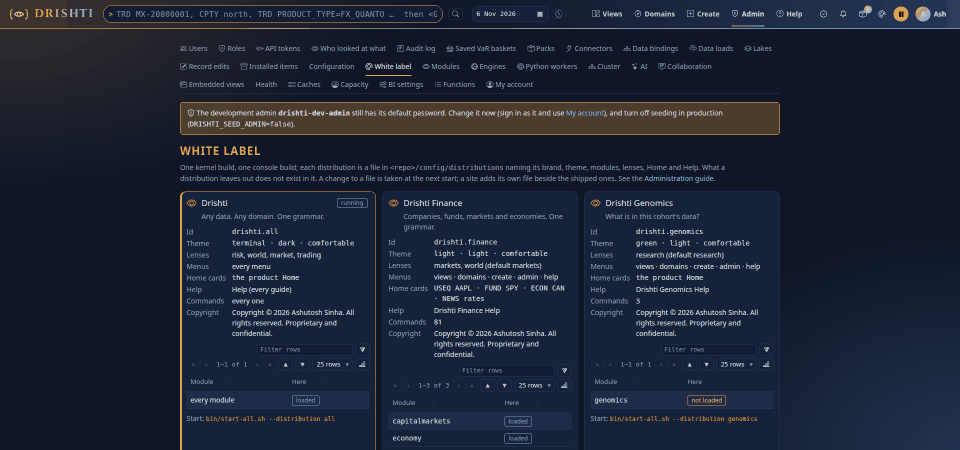 DRISHTI
> TRD MX-20000001, CPTY north, TRD PRODUCT_TYPE=FX_QUANTO … then <G
6 Nov 2026
Views Domains Create Admin Help
Ash
Users Roles API tokens Who looked at what Audit log Saved VaR baskets Packs Connectors Data bindings Data loads Lakes
Record edits Installed items Configuration White label Modules Engines Python workers Cluster AI Collaboration
Embedded views Health Caches Capacity BI settings Functions My account
The development admin drishti-dev-admin still has its default password. Change it now (sign in as it and use My account), and turn off seeding in production
(DRISHTI_SEED_ADMIN=false).
WHITE LABEL
One kernel build, one console build; each distribution is a file in <repo>/config/distributions naming its brand, theme, modules, lenses, Home and Help. What a
distribution leaves out does not exist in it. A change to a file is taken at the next start; a site adds its own file beside the shipped ones. See the Administration guide.
Drishti running
Any data. Any domain. One grammar.
Id drishti.all
Theme terminal · dark · comfortable
Lenses risk, world, market, trading
Menus every menu
Home cards the product Home
Help Help (every guide)
Commands every one
Copyright Copyright © 2026 Ashutosh Sinha. All
rights reserved. Proprietary and
confidential.
Filter rows
« ‹ 1–1 of 1 › » ▲ ▼ 25 rows
Module Here
every module loaded
Start: bin/start-all.sh --distribution all
Drishti Finance
Companies, funds, markets and economies. One
grammar.
Id drishti.finance
Theme light · light · comfortable
Lenses markets, world (default markets)
Menus views · domains · create · admin · help
Home cards USEQ AAPL · FUND SPY · ECON CAN
· NEWS rates
Help Drishti Finance Help
Commands 81
Copyright Copyright © 2026 Ashutosh Sinha. All
rights reserved. Proprietary and
confidential.
Filter rows
« ‹ 1–3 of 3 › » ▲ ▼ 25 rows
Module Here
capitalmarkets loaded
economy loaded
Drishti Genomics
What is in this cohort's data?
Id drishti.genomics
Theme green · light · comfortable
Lenses research (default research)
Menus views · domains · create · admin · help
Home cards the product Home
Help Drishti Genomics Help
Commands 3
Copyright Copyright © 2026 Ashutosh Sinha. All
rights reserved. Proprietary and
confidential.
Filter rows
« ‹ 1–1 of 1 › » ▲ ▼ 25 rows
Module Here
genomics not loaded
Start: bin/start-all.sh --distribution genomics